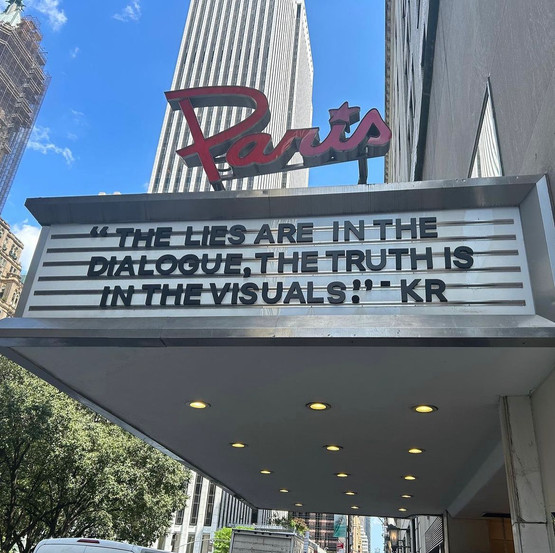 Paris
“THE LIES ARE IN THE
DIALOGUE, THE TRUTH IS
IN THE VISUALS.” - KR